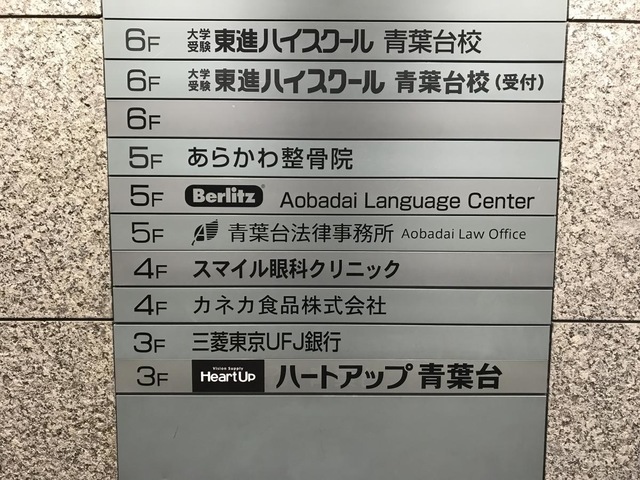 6F 大学受験 東進ハイスクール 青葉台校
6F 大学受験 東進ハイスクール 青葉台校(受付)
6F
5F あらかわ整骨院
5F Berlitz Aobadai Language Center
5F 青葉台法律事務所 Aobadai Law Office
4F スマイル眼科クリニック
4F カネカ食品株式会社
3F 三菱東京UFJ銀行
3F Vision Supply HeartUp ハートアップ 青葉台